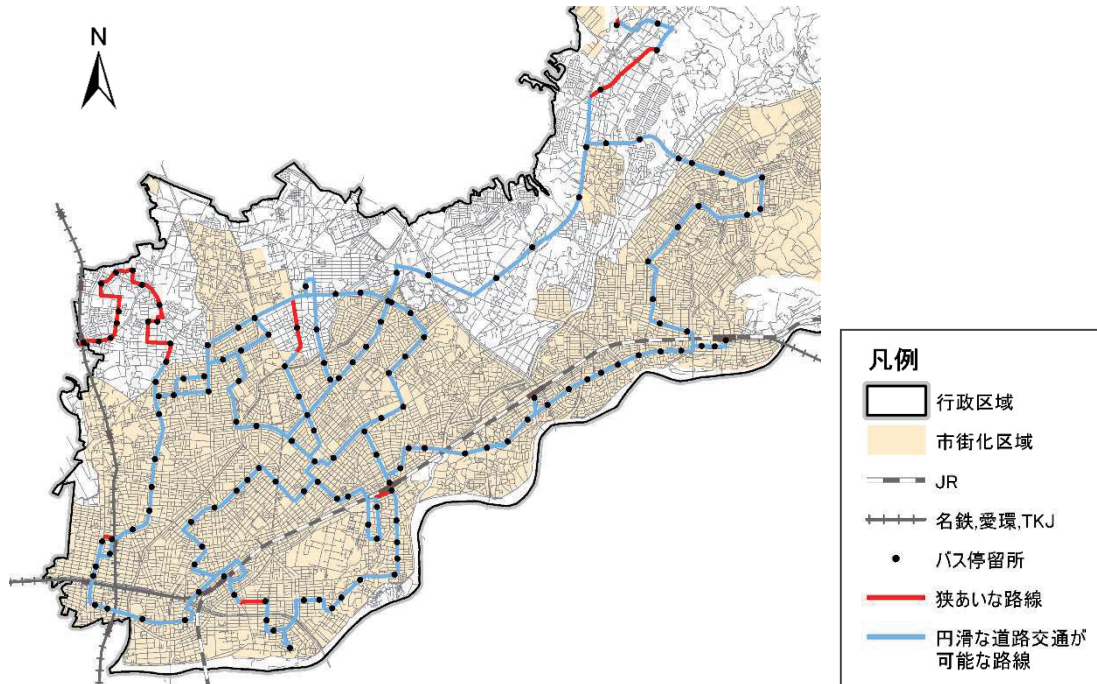 N
凡例
行政区域
市街化区域
JR
名鉄,愛環,TKJ
バス停留所
狭あいな路線
円滑な道路交通が
可能な路線